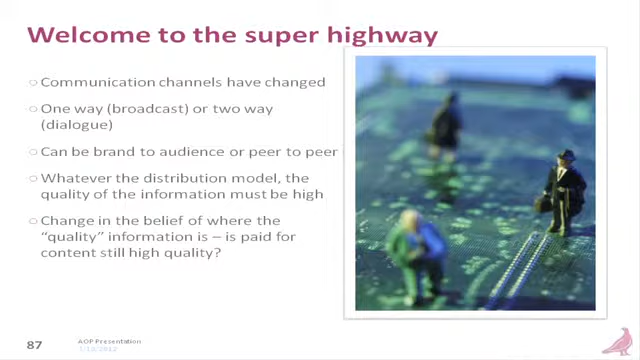 Welcome to the super highway
Communication channels have changed
One way (broadcast) or two way
(dialogue)
Can be brand to audience or peer to peer
Whatever the distribution model, the
quality of the information must be high
Change in the belief of where the
“quality” information is – is paid for
content still high quality?
87
AOP Presentation